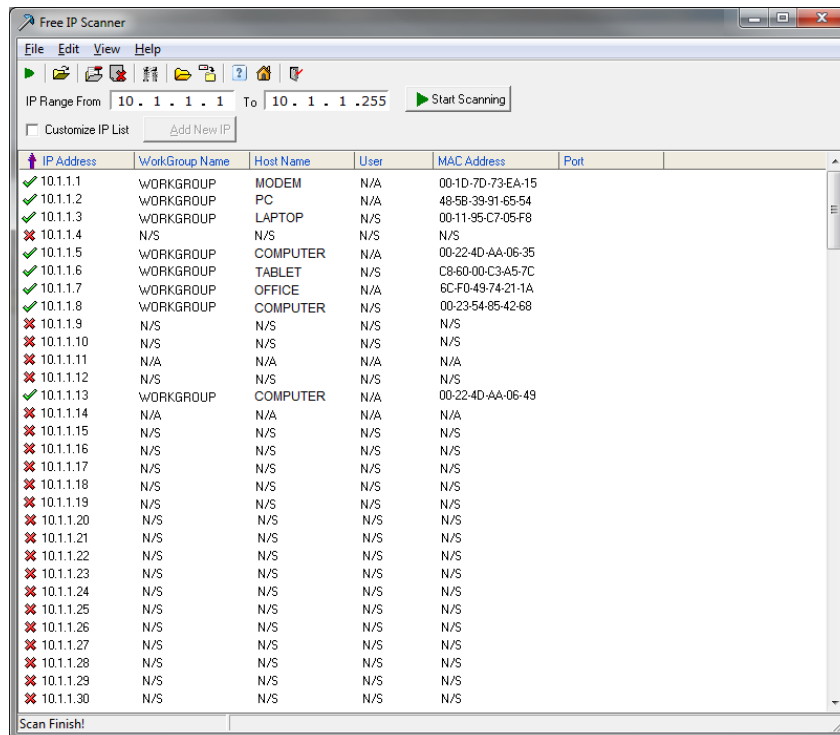 Free IP Scanner
File Edit View Help
IP Range From 10 . 1 . 1 . 1 To 10 . 1 . 1 .255 Start Scanning
Customize IP List Add New IP
IP Address WorkGroup Name Host Name User MAC Address Port
10.1.1.1 WORKGROUP MODEM N/A 00-1D-7D-73-EA-15
10.1.1.2 WORKGROUP PC N/A 48-5B-39-91-65-54
10.1.1.3 WORKGROUP LAPTOP N/S 00-11-95-C7-05-F8
10.1.1.4 N/S N/S N/S N/S
10.1.1.5 WORKGROUP COMPUTER N/A 00-22-4D-AA-06-35
10.1.1.6 WORKGROUP TABLET N/S C8-60-00-C3-A5-7C
10.1.1.7 WORKGROUP OFFICE N/A 6C-F0-49-74-21-1A
10.1.1.8 WORKGROUP COMPUTER N/S 00-23-54-85-42-68
10.1.1.9 N/S N/S N/S N/S
10.1.1.10 N/S N/S N/S N/S
10.1.1.11 N/A N/A N/A N/A
10.1.1.12 N/S N/S N/S N/S
10.1.1.13 WORKGROUP COMPUTER N/A 00-22-4D-AA-06-49
10.1.1.14 N/A N/A N/A N/A
10.1.1.15 N/S N/S N/S N/S
10.1.1.16 N/S N/S N/S N/S
10.1.1.17 N/S N/S N/S N/S
10.1.1.18 N/S N/S N/S N/S
10.1.1.19 N/S N/S N/S N/S
10.1.1.20 N/S N/S N/S N/S
10.1.1.21 N/S N/S N/S N/S
10.1.1.22 N/S N/S N/S N/S
10.1.1.23 N/S N/S N/S N/S
10.1.1.24 N/S N/S N/S N/S
10.1.1.25 N/S N/S N/S N/S
10.1.1.26 N/S N/S N/S N/S
10.1.1.27 N/S N/S N/S N/S
10.1.1.28 N/S N/S N/S N/S
10.1.1.29 N/S N/S N/S N/S
10.1.1.30 N/S N/S N/S N/S
Scan Finish!